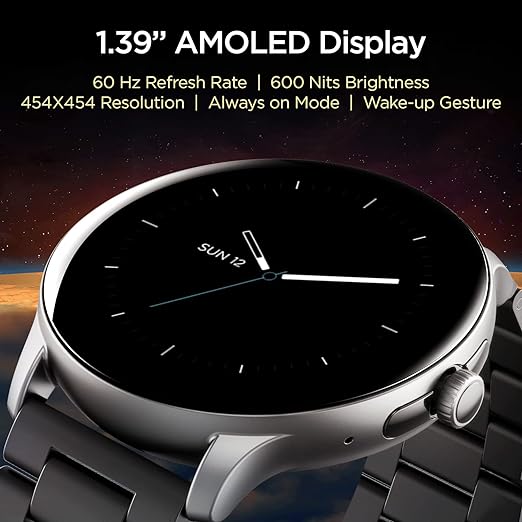 1.39” AMOLED Display
60 Hz Refresh Rate | 600 Nits Brightness
454X454 Resolution | Always on Mode | Wake-up Gesture
SUN 12